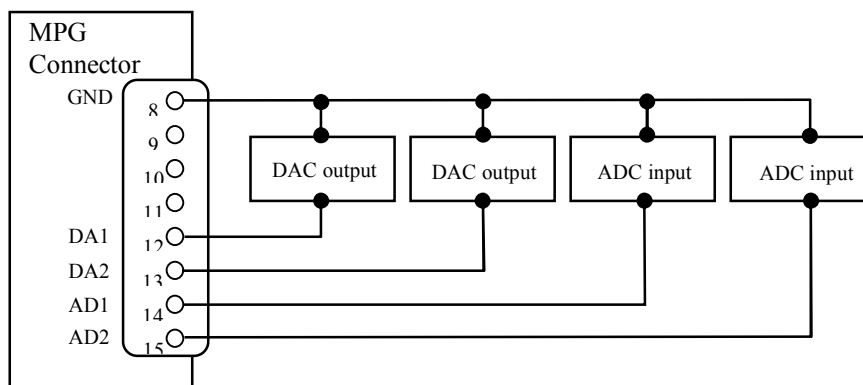 MPG
Connector
GND 8
9
10
11
DA1 12
DA2 13
AD1 14
AD2 15
DAC output DAC output ADC input ADC input